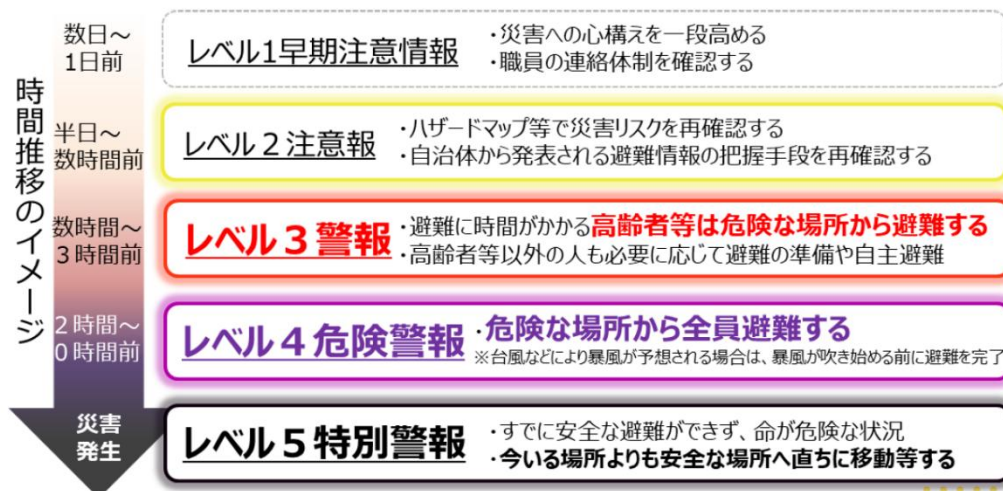 時間推移のイメージ
数日～
1日前
レベル1早期注意情報
・災害への心構えを一段高める
・職員の連絡体制を確認する
半日～
数時間前
レベル２注意報
・ハザードマップ等で災害リスクを再確認する
・自治体から発表される避難情報の把握手段を再確認する
数時間～
３時間前
レベル３警報
・避難に時間がかかる高齢者等は危険な場所から避難する
・高齢者等以外の人も必要に応じて避難の準備や自主避難
２時間～
０時間前
レベル４危険警報
・危険な場所から全員避難する
※台風などにより暴風が予想される場合は、暴風が吹き始める前に避難を完了
災害
発生
レベル５特別警報
・すでに安全な避難ができず、命が危険な状況
・今いる場所よりも安全な場所へ直ちに移動等する